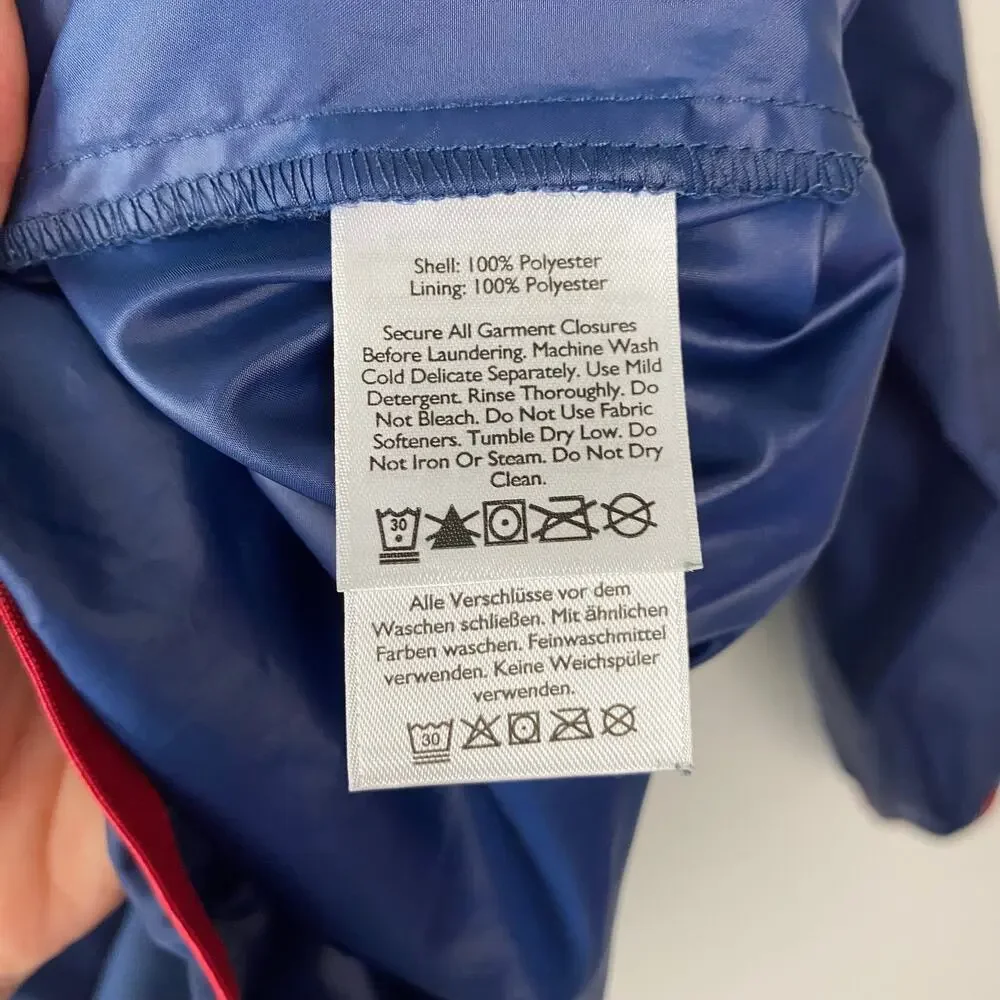 Shell: 100% Polyester
Lining: 100% Polyester
Secure All Garment Closures
Before Laundering. Machine Wash
Cold Delicate Separately. Use Mild
Detergent. Rinse Thoroughly. Do
Not Bleach. Do Not Use Fabric
Softeners. Tumble Dry Low. Do
Not Iron Or Steam. Do Not Dry
Clean.
30
Alle Verschlüsse vor dem
Waschen schließen. Mit ähnlichen
Farben waschen. Feinwaschmittel
verwenden. Keine Weichspüler
verwenden.
30